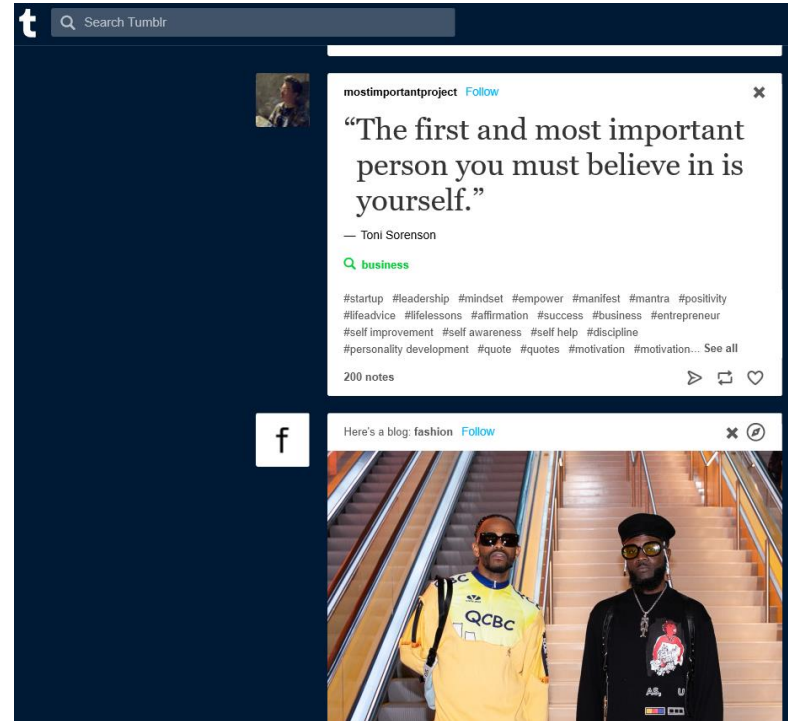 t
Search Tumblr
mostimportantproject Follow
“The first and most important
person you must believe in is
yourself.”
— Toni Sorenson
business
#startup #leadership #mindset #empower #manifest #mantra #positivity
#lifeadvice #lifelessons #affirmation #success #business #entrepreneur
#self improvement #self awareness #self help #discipline
#personality development #quote #quotes #motivation #motivation... See all
200 notes
f
Here's a blog: fashion Follow
QCBC
QCBC
AS, U